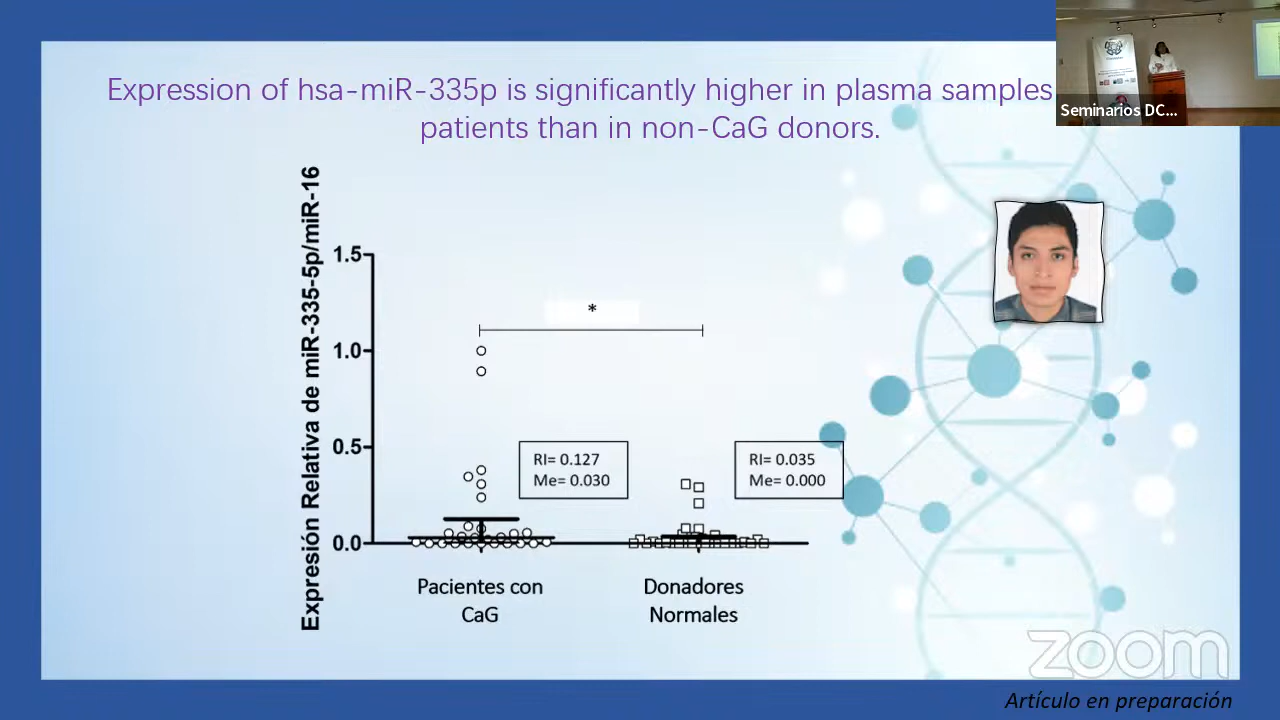 Expression of hsa-miR-335p is significantly higher in plasma samples
patients than in non-CaG donors.
Seminarios DC...
Expresión Relativa de miR-335-5p/miR-16
1.5
1.0
0.5
0.0
*
RI= 0.127
Me= 0.030
RI= 0.035
Me= 0.000
Pacientes con
CaG
Donadores
Normales
zoom
Artículo en preparación